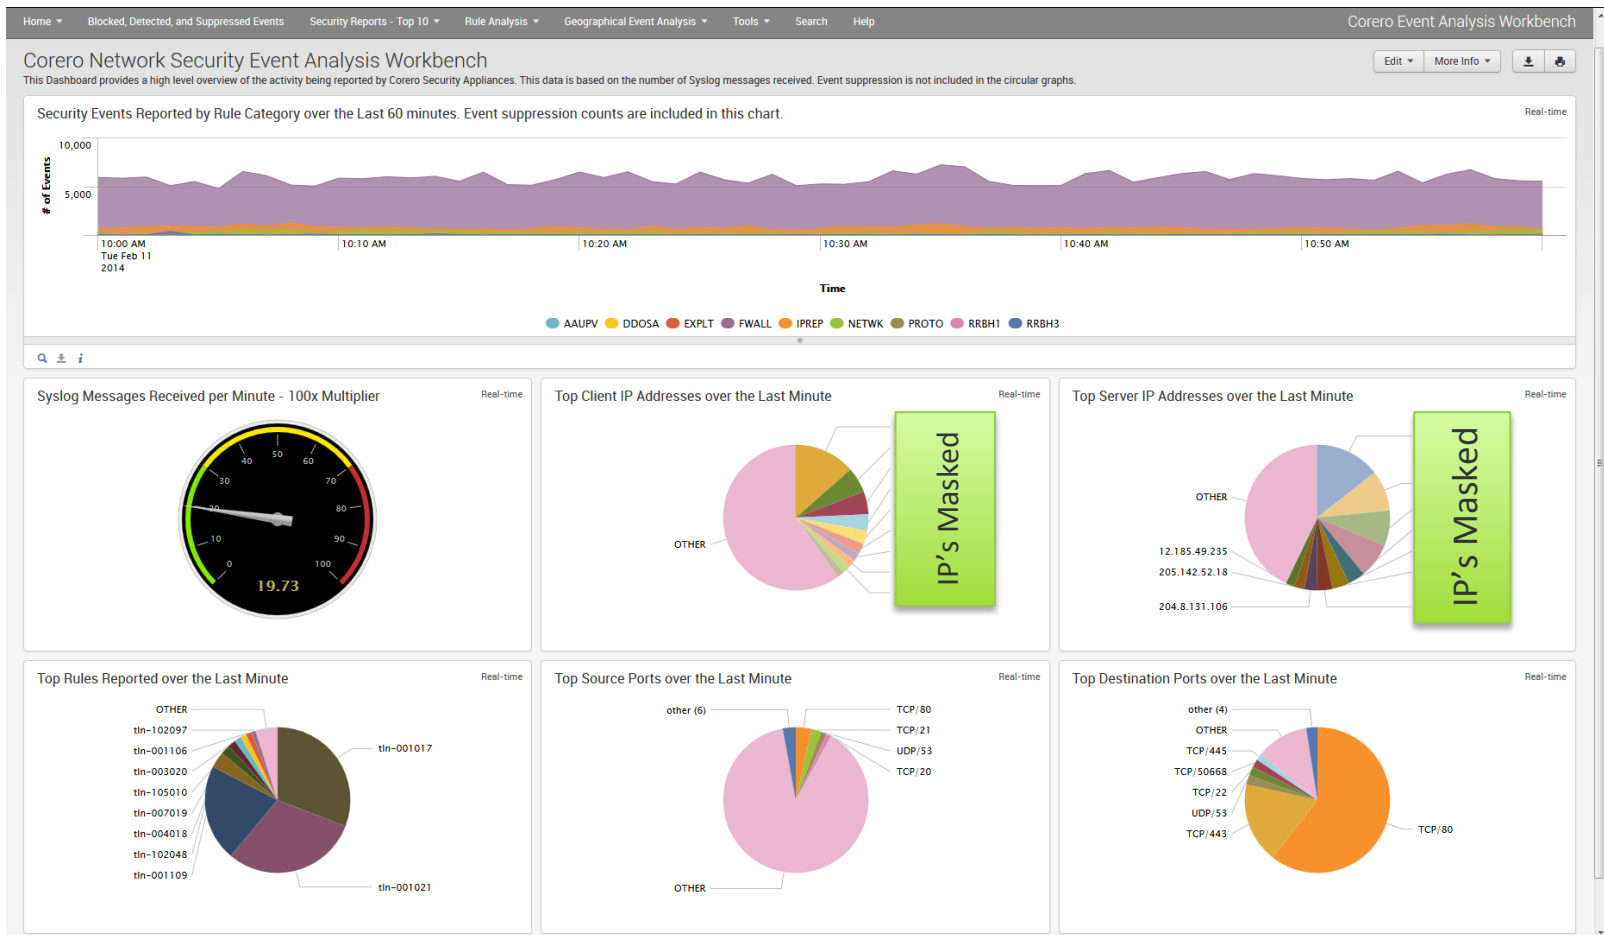 Home Blocked, Detected, and Suppressed Events Security Reports - Top 10 Rule Analysis Geographical Event Analysis Tools Search Help Corero Event Analysis Workbench
Corero Network Security Event Analysis Workbench
Edit More Info
This Dashboard provides a high level overview of the activity being reported by Corero Security Appliances. This data is based on the number of Syslog messages received. Event suppression is not included in the circular graphs.
Security Events Reported by Rule Category over the Last 60 minutes. Event suppression counts are included in this chart.
Real-time
# of Events
10,000
5,000
10:00 AM 10:10 AM 10:20 AM 10:30 AM 10:40 AM 10:50 AM
Tue Feb 11
2014
Time
AAUPV DDOSA EXPLT FWALL IPREP NETWK PROTO RRBH1 RRBH3
i
Syslog Messages Received per Minute - 100x Multiplier
Real-time
0
10
20
30
40
50
60
70
80
90
100
19.73
Top Client IP Addresses over the Last Minute
Real-time
OTHER
IP's Masked
Top Server IP Addresses over the Last Minute
Real-time
OTHER
12.185.49.235
205.142.52.18
204.8.131.106
IP's Masked
Top Rules Reported over the Last Minute
Real-time
OTHER
tln-102097
tln-001106
tln-003020
tln-105010
tln-007019
tln-004018
tln-102048
tln-001109
tln-001017
tln-001021
Top Source Ports over the Last Minute
Real-time
other (6)
TCP/80
TCP/21
UDP/53
TCP/20
OTHER
Top Destination Ports over the Last Minute
Real-time
other (4)
OTHER
TCP/445
TCP/50668
TCP/22
UDP/53
TCP/443
TCP/80